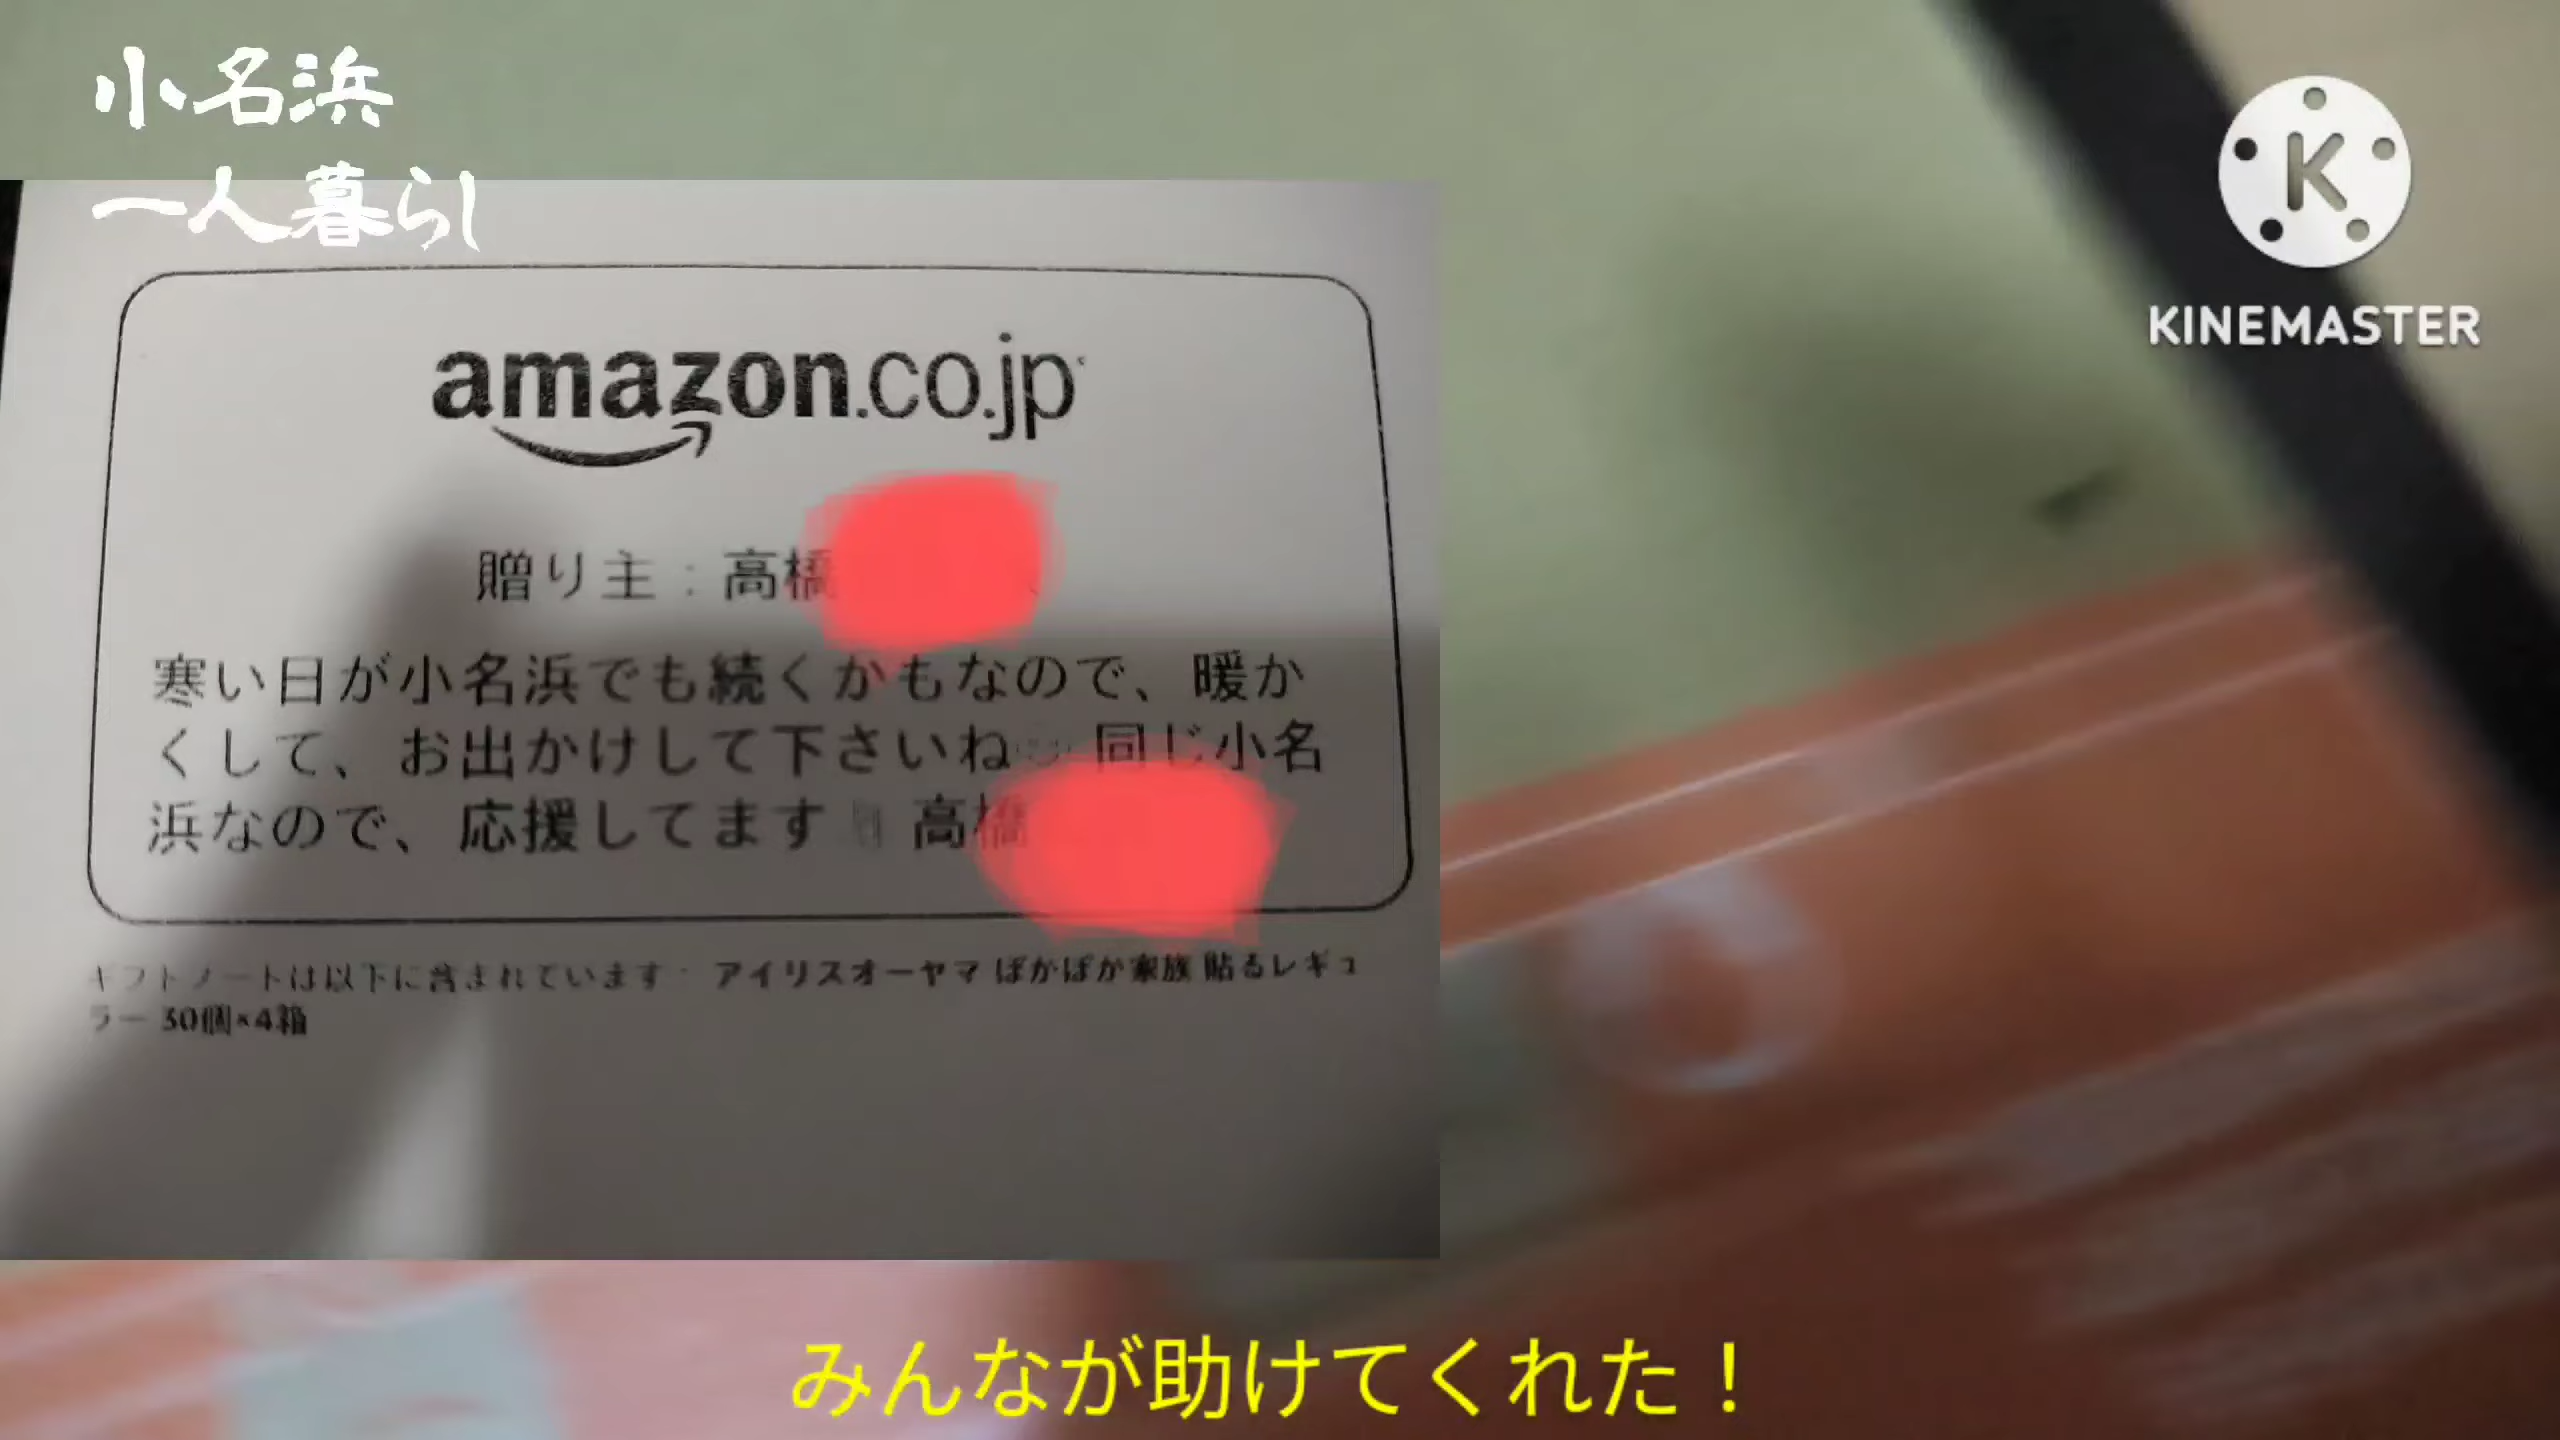 小名浜
一人暮らし
K
KINEMASTER
amazon.co.jp
贈り主：高橋
寒い日が小名浜でも続くかもなので、暖か
くして、お出かけして下さいね 同じ小名
浜なので、応援してます 高橋
ギフトノートは以下に含まれています： アイリスオーヤマ ぽかぽか家族 貼るレギュ
ラー 30個×4箱
みんなが助けてくれた！